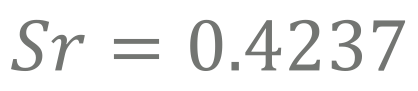 Sr = 0.4237